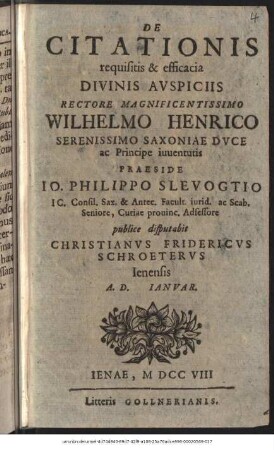 4
DE
CITATIONIS
requisitis & efficacia
DIVINIS AVSPICIIS
RECTORE MAGNIFICENTISSIMO
WILHELMO HENRICO
SERENISSIMO SAXONIAE DVCE
ac Principe iuuentutis
PRAESIDE
IO. PHILIPPO SLEVOGTIO
IC. Consil. Sax. & Antec. Facult. iurid. ac Scab.
Seniore, Curiae prouinc. Adsessore
publice disputabit
CHRISTIANVS FRIDERICVS
SCHROETERVS
Ienensis
A. D. IANVAR.
IENAE, M DCC VIII
Litteris GOLLNERIANIS.